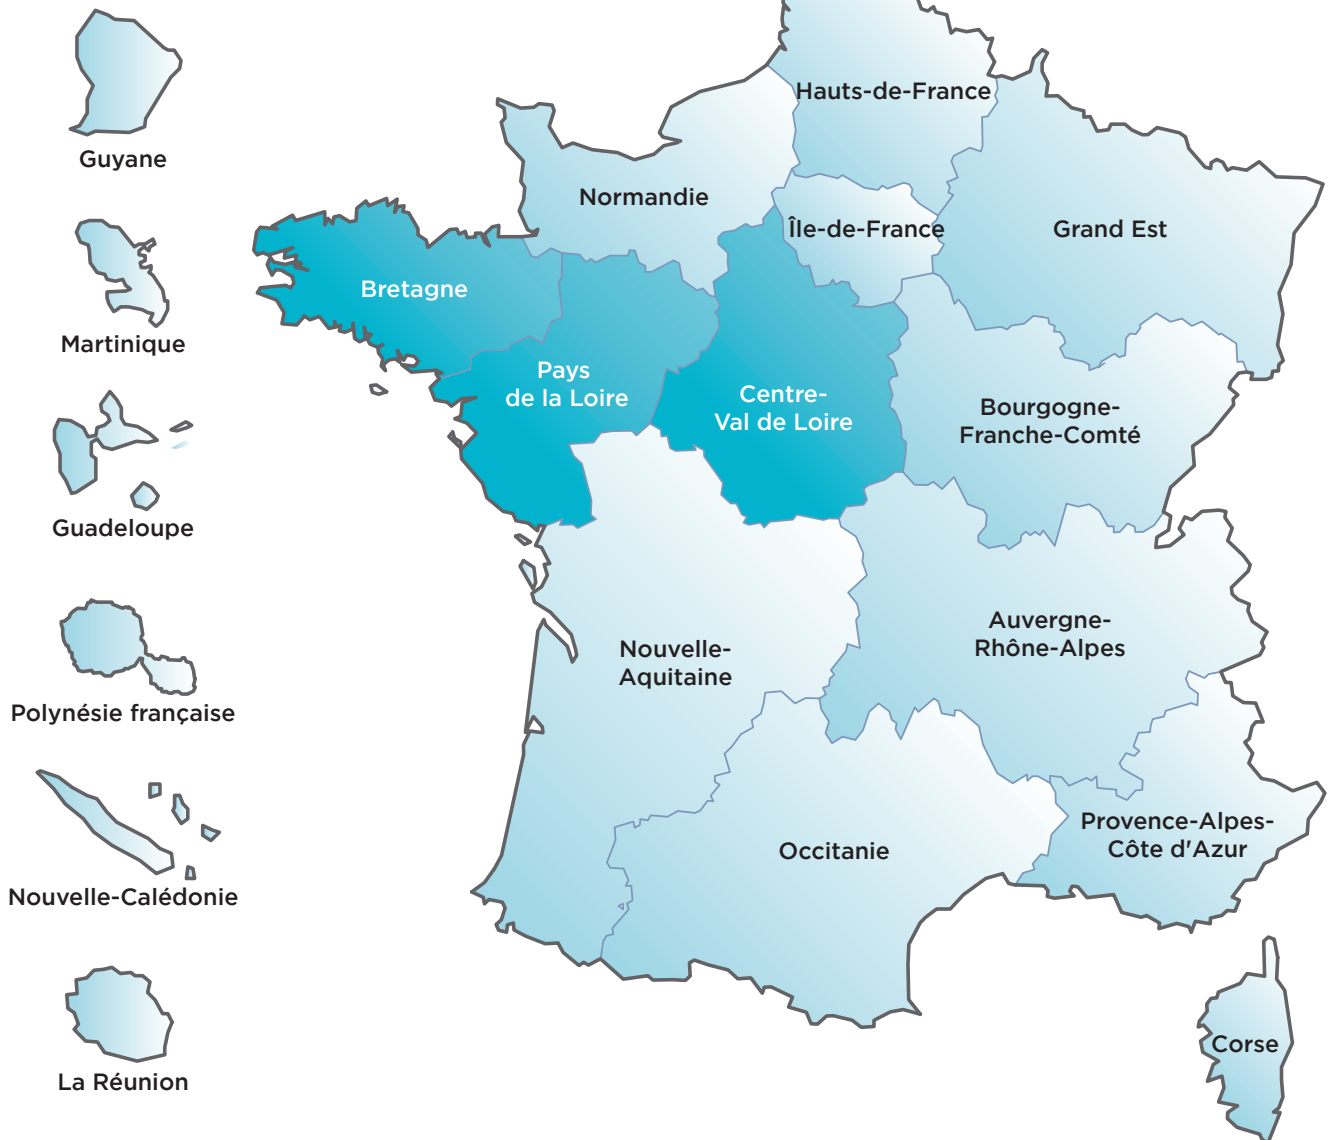 Guyane
Martinique
Guadeloupe
Polynésie française
Nouvelle-Calédonie
La Réunion
Hauts-de-France
Normandie
Île-de-France
Grand Est
Bretagne
Pays
de la Loire
Centre-
Val de Loire
Bourgogne-
Franche-Comté
Nouvelle-
Aquitaine
Auvergne-
Rhône-Alpes
Occitanie
Provence-Alpes-
Côte d'Azur
Corse